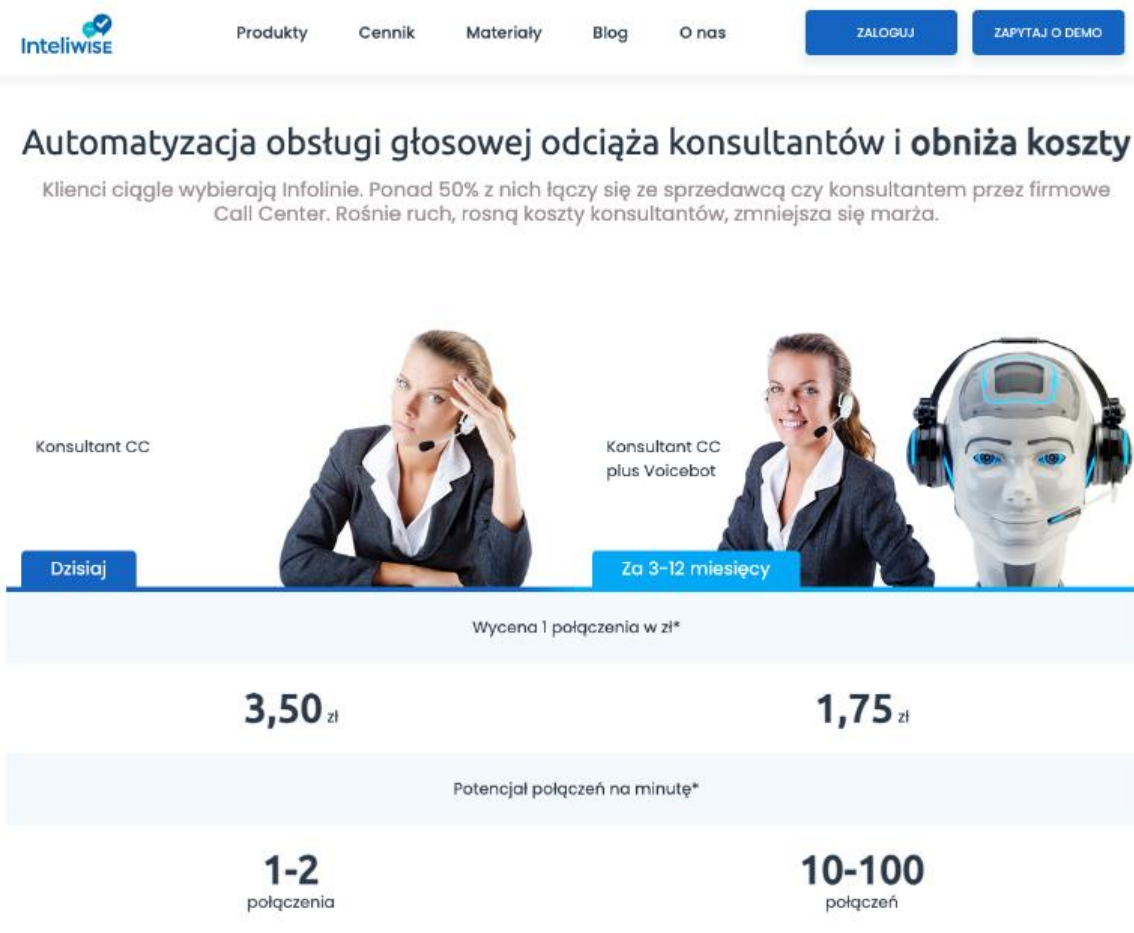 InteliWISE
Produkty Cennik Materiały Blog O nas ZALOGUJ ZAPYTAJ O DEMO
Automatyzacja obsługi głosowej odciąża konsultantów i obniża koszty
Klienci ciągle wybierają Infolinie. Ponad 50% z nich łączy się ze sprzedawcą czy konsultantem przez firmowe
Call Center. Rośnie ruch, rosną koszty konsultantów, zmniejsza się marża.
Konsultant CC
Konsultant CC
plus Voicebot
Dzisiaj
Za 3-12 miesięcy
Wycena 1 połączenia w zł*
3,50 zł
1,75 zł
Potencjał połączeń na minutę*
1-2
połączenia
10-100
połączeń